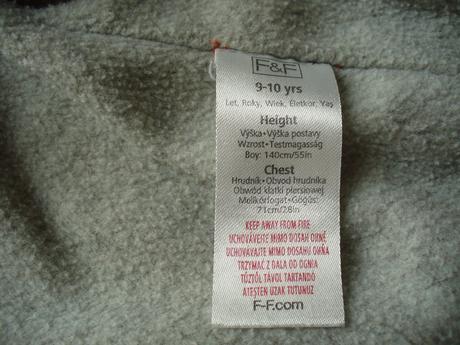 F&F
9-10 yrs
Let, Roky, Wiek, Életkor, Yaş
Height
Výška•Výška postavy
Wzrost•Testmagasság
Boy: 140cm/55in
Chest
Hrudník•Obvod hrudníka
Obwód klatki piersiowej
Mellkörfogat•Göğüs:
71cm/28in
KEEP AWAY FROM FIRE
UCHOVÁVEJTE MIMO DOSAH OHNĚ
UCHOVÁVAJTE MIMO DOSAHU OHŇA
TRZYMAĆ Z DALA OD OGNIA
TŰZTŐL TÁVOL TARTANDÓ
ATEŞTEN UZAK TUTUNUZ
F-F.com